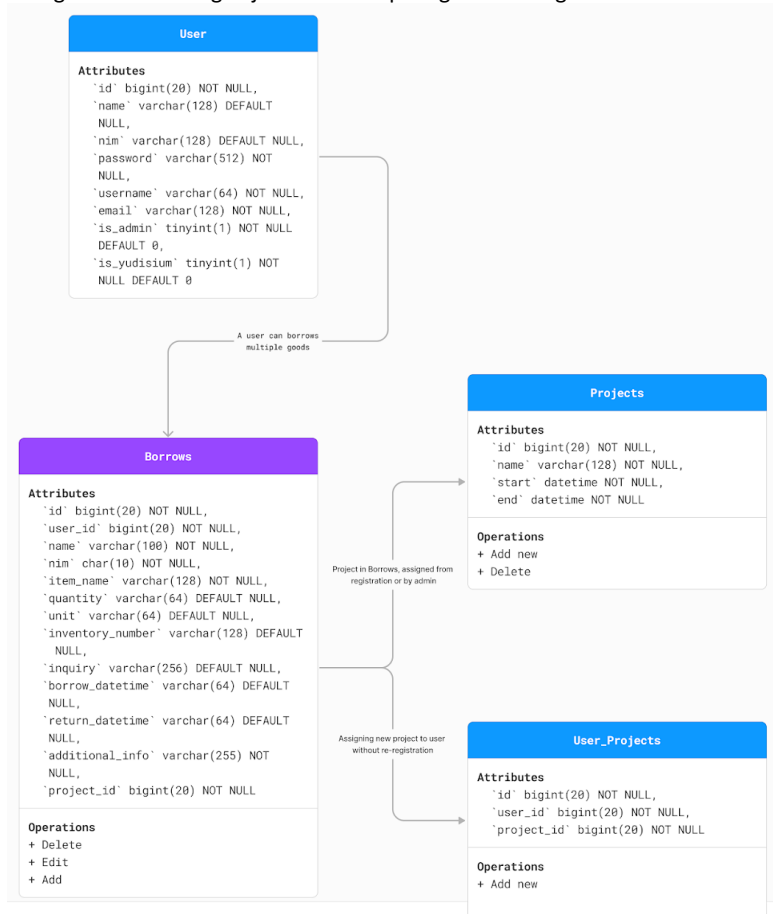 User
Attributes
`id` bigint(20) NOT NULL,
`name` varchar(128) DEFAULT
NULL,
`nim` varchar(128) DEFAULT NULL,
`password` varchar(512) NOT
NULL,
`username` varchar(64) NOT NULL,
`email` varchar(128) NOT NULL,
`is_admin` tinyint(1) NOT NULL
DEFAULT 0,
`is_yudisium` tinyint(1) NOT
NULL DEFAULT 0
A user can borrows
multiple goods
Borrows
Attributes
`id` bigint(20) NOT NULL,
`user_id` bigint(20) NOT NULL,
`name` varchar(100) NOT NULL,
`nim` char(10) NOT NULL,
`item_name` varchar(128) NOT NULL,
`quantity` varchar(64) DEFAULT NULL,
`unit` varchar(64) DEFAULT NULL,
`inventory_number` varchar(128) DEFAULT
NULL,
`inquiry` varchar(256) DEFAULT NULL,
`borrow_datetime` varchar(64) DEFAULT
NULL,
`return_datetime` varchar(64) DEFAULT
NULL,
`additional_info` varchar(255) NOT
NULL,
`project_id` bigint(20) NOT NULL
Operations
+ Delete
+ Edit
+ Add
Project in Borrows, assigned from
registration or by admin
Assigning new project to user
without re-registration
Projects
Attributes
`id` bigint(20) NOT NULL,
`name` varchar(128) NOT NULL,
`start` datetime NOT NULL,
`end` datetime NOT NULL
Operations
+ Add new
+ Delete
User_Projects
Attributes
`id` bigint(20) NOT NULL,
`user_id` bigint(20) NOT NULL,
`project_id` bigint(20) NOT NULL
Operations
+ Add new